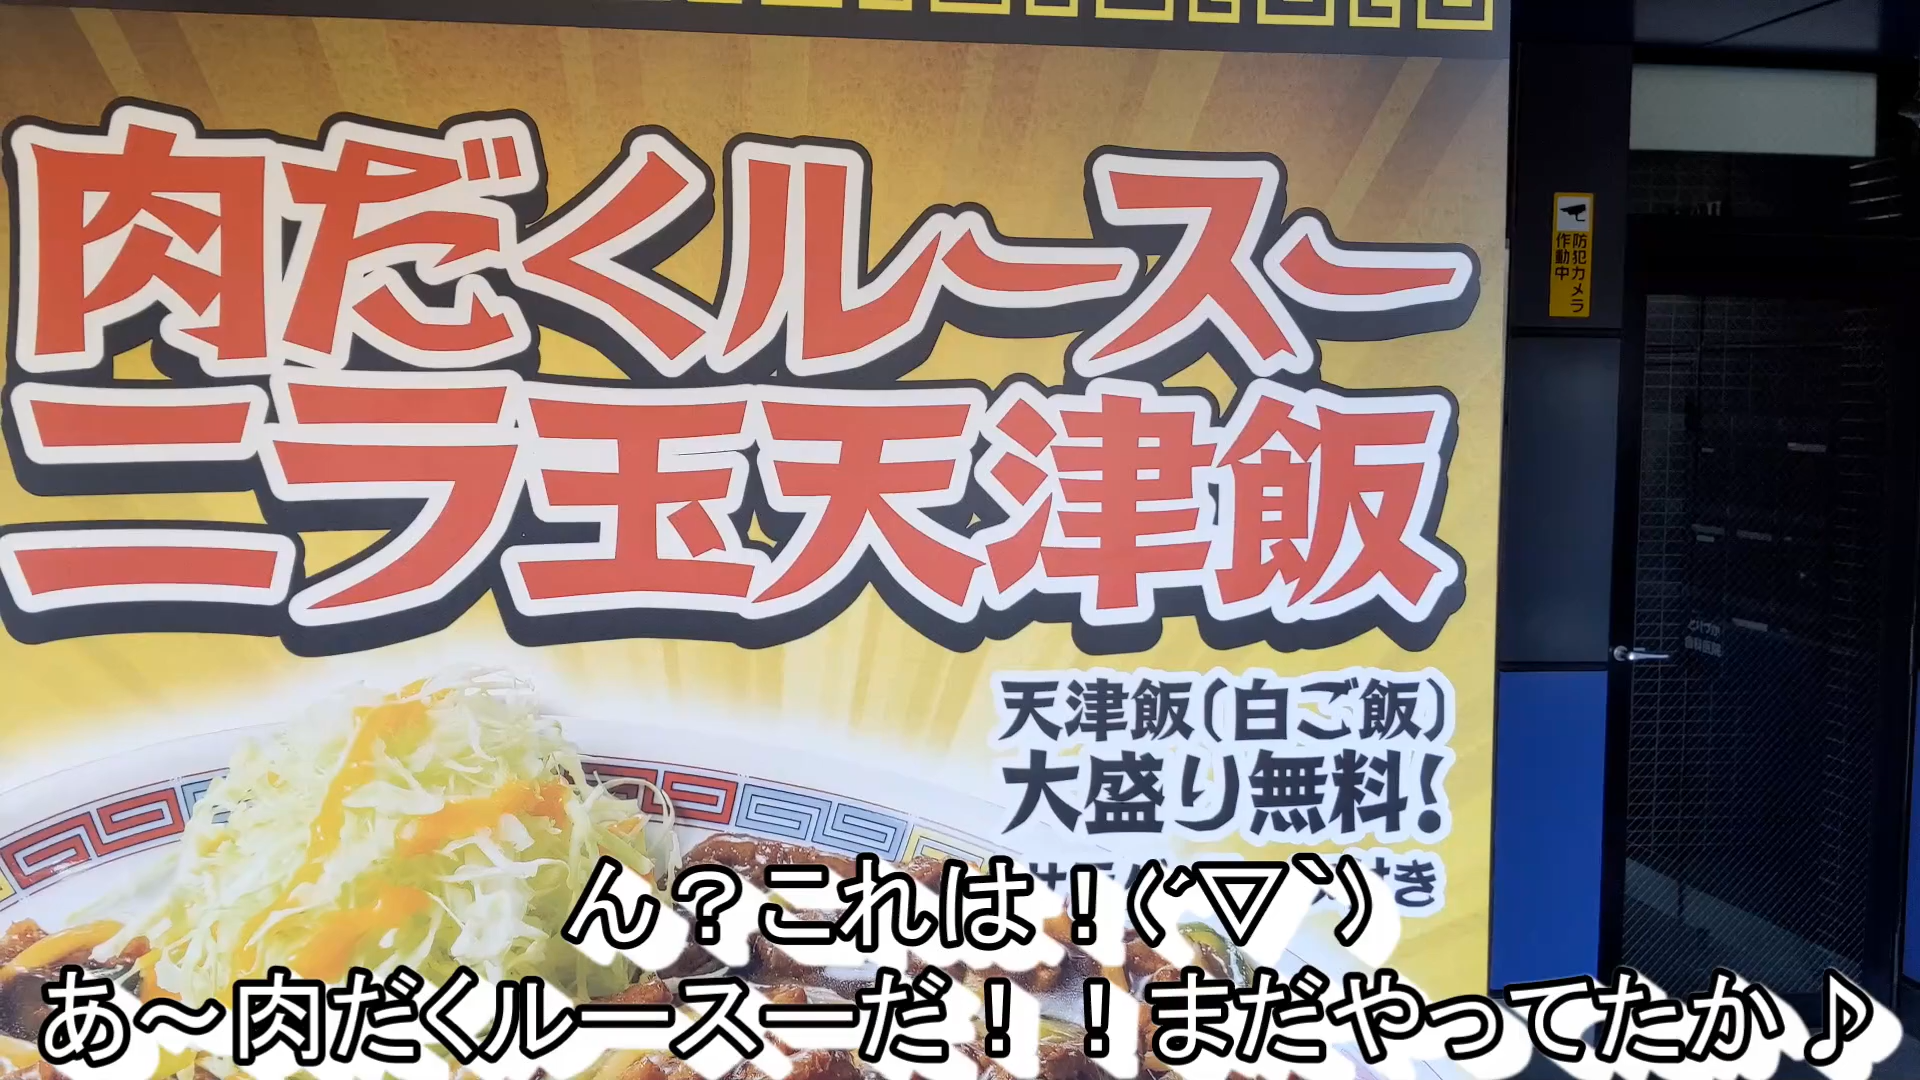 肉だくルースー
ニラ玉天津飯
天津飯(白ご飯)
大盛り無料!
き
防犯カメラ
作動中
ん？これは！(´▽`)
あ～肉だくルースーだ！！まだやってたか♪